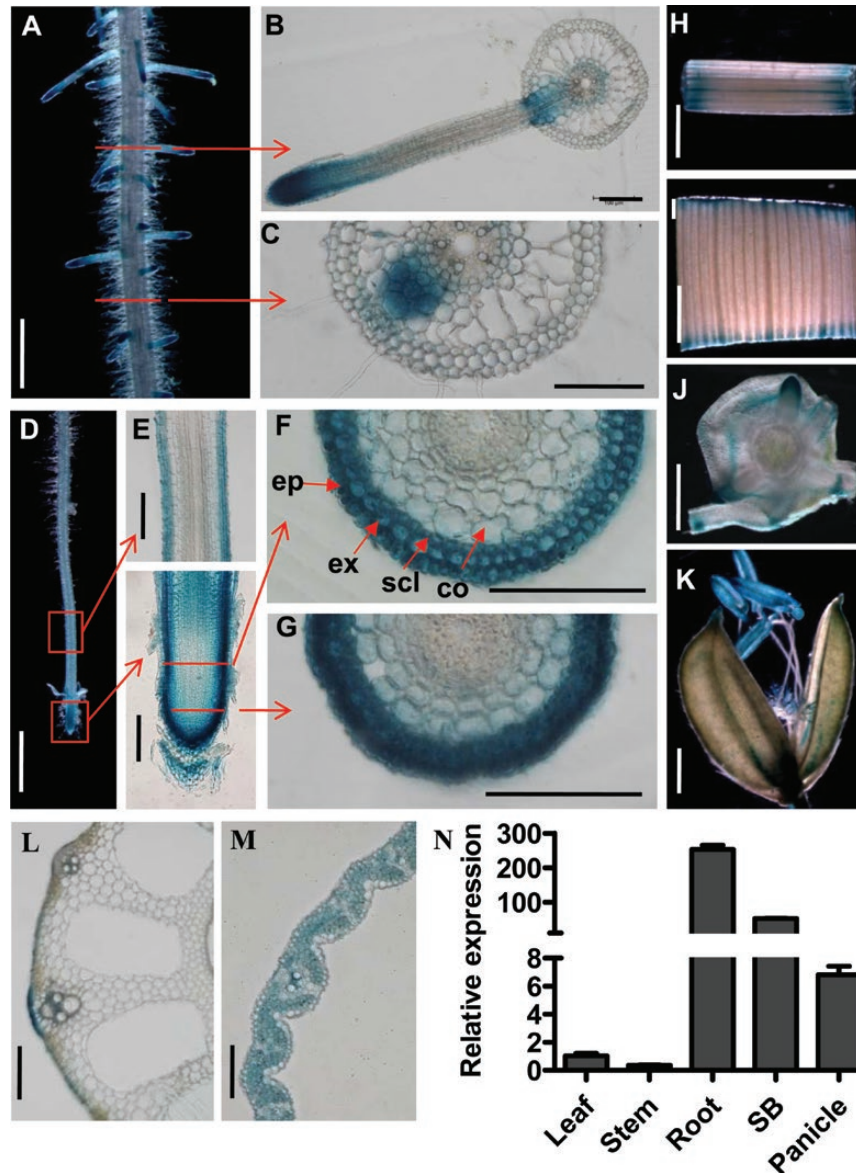 A
B
C
H
J
D
E
F
ep
ex
scl
co
G
K
L
M
N
Relative expression
300
200
100
8
6
4
2
0
Leaf
Stem
Root
SB
Panicle